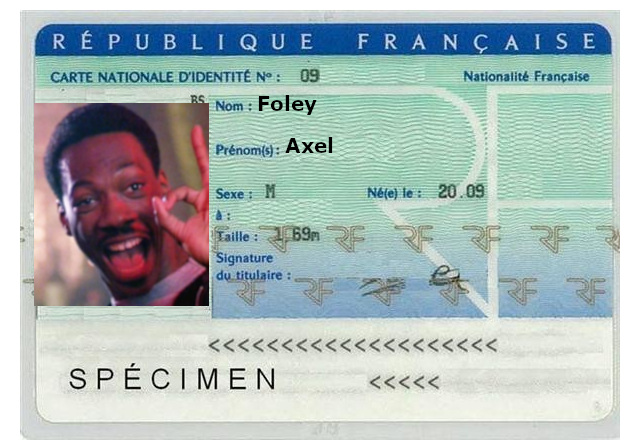 RÉPUBLIQUE FRANÇAISE
CARTE NATIONALE D'IDENTITÉ Nº : 09 Nationalité Française
Nom : Foley
Prénom(s) : Axel
Sexe : M Né(e) le : 20.09
à :
Taille : 1,69m
Signature
du titulaire :
<<<<<<<<<<<<<<<<<<<<
SPÉCIMEN <<<<<